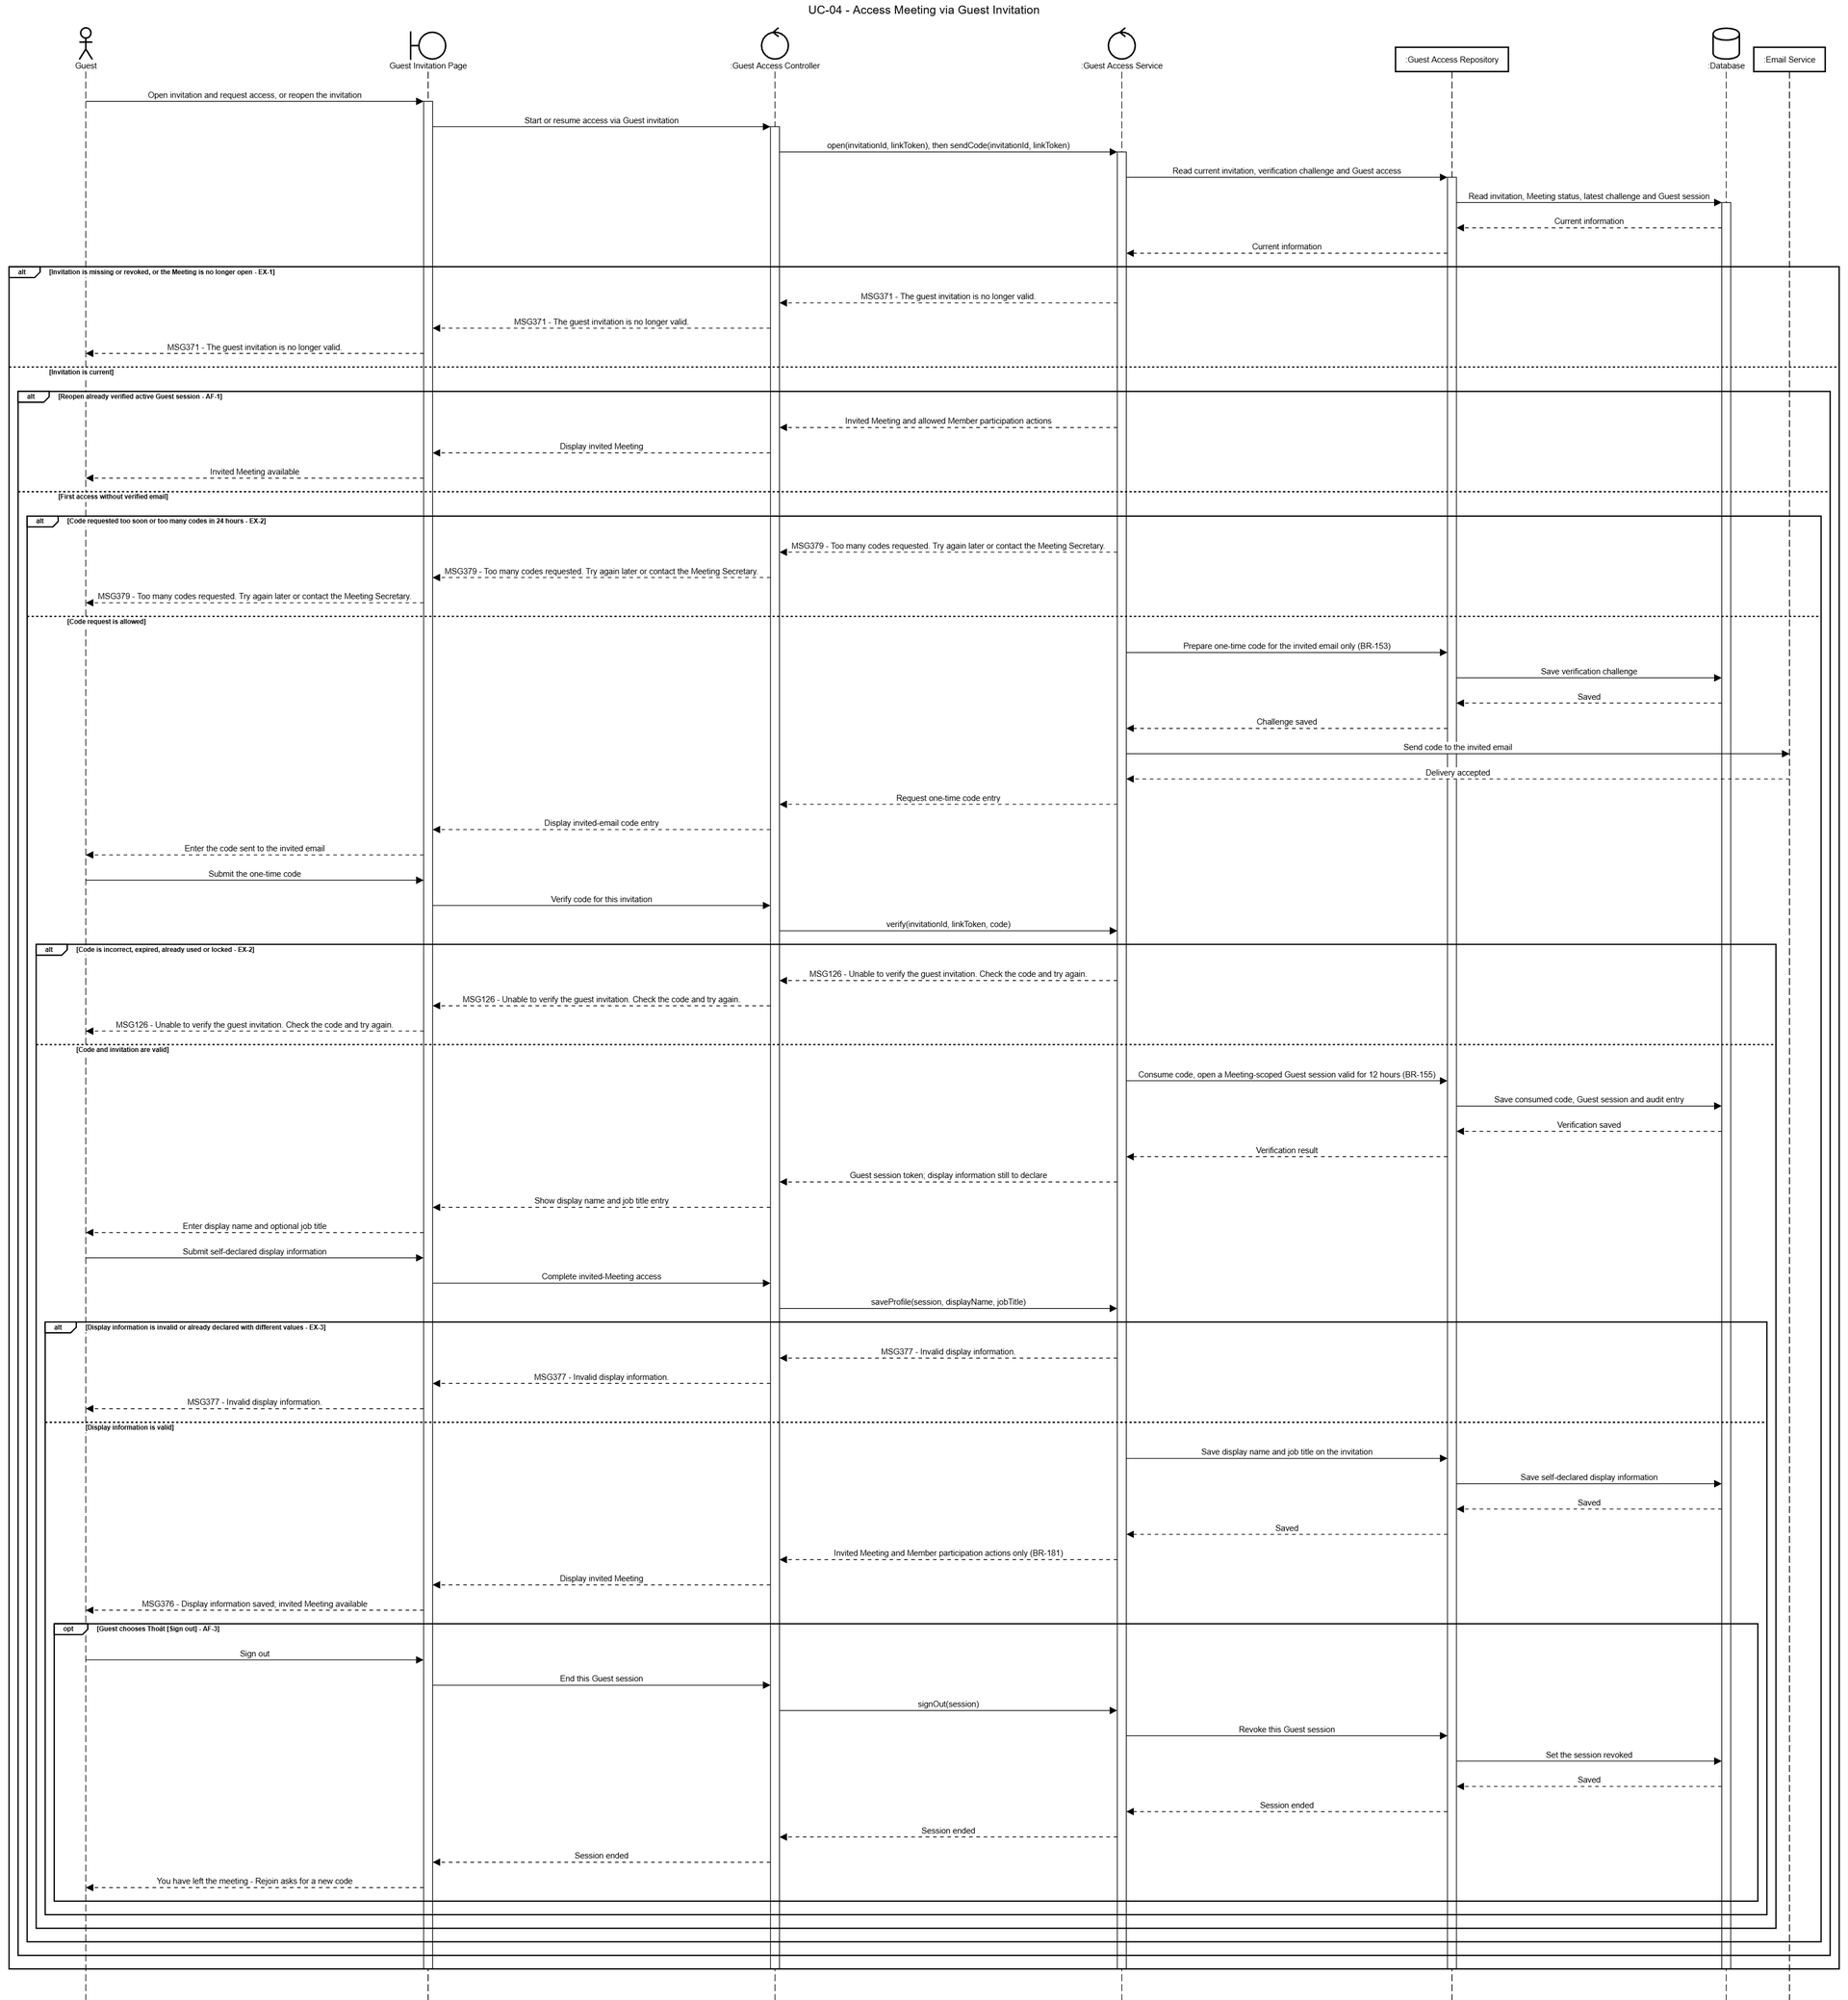 UC-04 - Access Meeting via Guest Invitation
Guest
Guest Invitation Page
:Guest Access Controller
:Guest Access Service
:Guest Access Repository
:Database
:Email Service
Open invitation and request access, or reopen the invitation
Start or resume access via Guest invitation
open(invitationId, linkToken), then sendCode(invitationId, linkToken)
Read current invitation, verification challenge and Guest access
Read invitation, Meeting status, latest challenge and Guest session
Current information
Current information
alt [Invitation is missing or revoked, or the Meeting is no longer open - EX-1]
MSG371 - The guest invitation is no longer valid.
MSG371 - The guest invitation is no longer valid.
MSG371 - The guest invitation is no longer valid.
[Invitation is current]
alt [Reopen already verified active Guest session - AF-1]
Invited Meeting and allowed Member participation actions
Display invited Meeting
Invited Meeting available
[First access without verified email]
alt [Code requested too soon or too many codes in 24 hours - EX-2]
MSG379 - Too many codes requested. Try again later or contact the Meeting Secretary.
MSG379 - Too many codes requested. Try again later or contact the Meeting Secretary.
MSG379 - Too many codes requested. Try again later or contact the Meeting Secretary.
[Code request is allowed]
Prepare one-time code for the invited email only (BR-153)
Save verification challenge
Saved
Challenge saved
Send code to the invited email
Delivery accepted
Request one-time code entry
Display invited-email code entry
Enter the code sent to the invited email
Submit the one-time code
Verify code for this invitation
verify(invitationId, linkToken, code)
alt [Code is incorrect, expired, already used or locked - EX-2]
MSG126 - Unable to verify the guest invitation. Check the code and try again.
MSG126 - Unable to verify the guest invitation. Check the code and try again.
MSG126 - Unable to verify the guest invitation. Check the code and try again.
[Code and invitation are valid]
Consume code, open a Meeting-scoped Guest session valid for 12 hours (BR-155)
Save consumed code, Guest session and audit entry
Verification saved
Verification result
Guest session token; display information still to declare
Show display name and job title entry
Enter display name and optional job title
Submit self-declared display information
Complete invited-Meeting access
saveProfile(session, displayName, jobTitle)
alt [Display information is invalid or already declared with different values - EX-3]
MSG377 - Invalid display information.
MSG377 - Invalid display information.
MSG377 - Invalid display information.
[Display information is valid]
Save display name and job title on the invitation
Save self-declared display information
Saved
Saved
Invited Meeting and Member participation actions only (BR-181)
Display invited Meeting
MSG376 - Display information saved; invited Meeting available
opt [Guest chooses Thoát [Sign out] - AF-3]
Sign out
End this Guest session
signOut(session)
Revoke this Guest session
Set the session revoked
Saved
Session ended
Session ended
Session ended
You have left the meeting - Rejoin asks for a new code